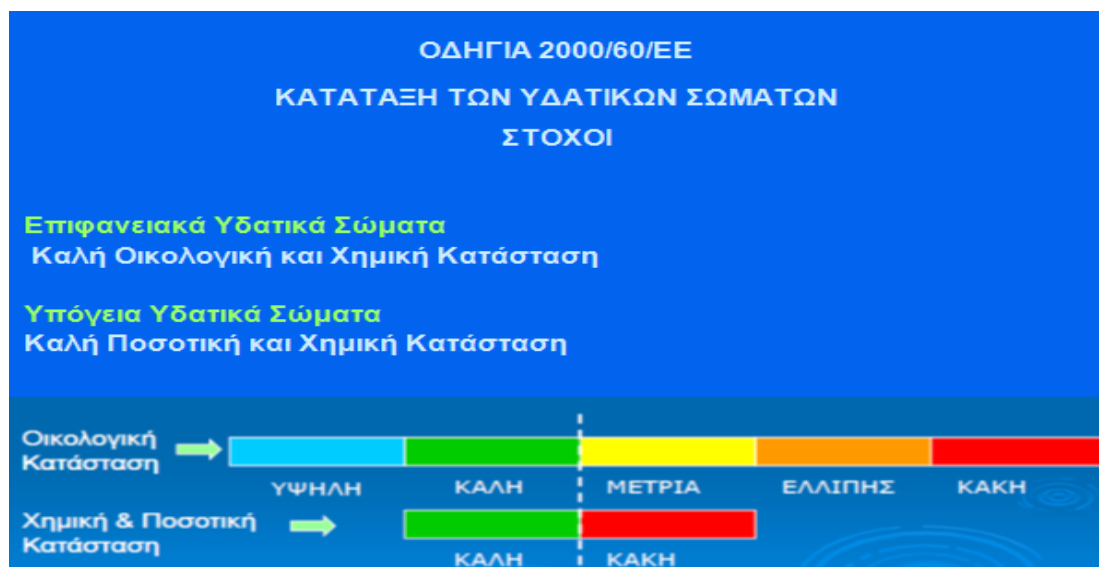 ΟΔΗΓΙΑ 2000/60/ΕΕ
ΚΑΤΑΤΑΞΗ ΤΩΝ ΥΔΑΤΙΚΩΝ ΣΩΜΑΤΩΝ
ΣΤΟΧΟΙ
Επιφανειακά Υδατικά Σώματα
Καλή Οικολογική και Χημική Κατάσταση
Υπόγεια Υδατικά Σώματα
Καλή Ποσοτική και Χημική Κατάσταση
Οικολογική
Κατάσταση
ΥΨΗΛΗ ΚΑΛΗ ΜΕΤΡΙΑ ΕΛΛΙΠΗΣ ΚΑΚΗ
Χημική & Ποσοτική
Κατάσταση
ΚΑΛΗ ΚΑΚΗ